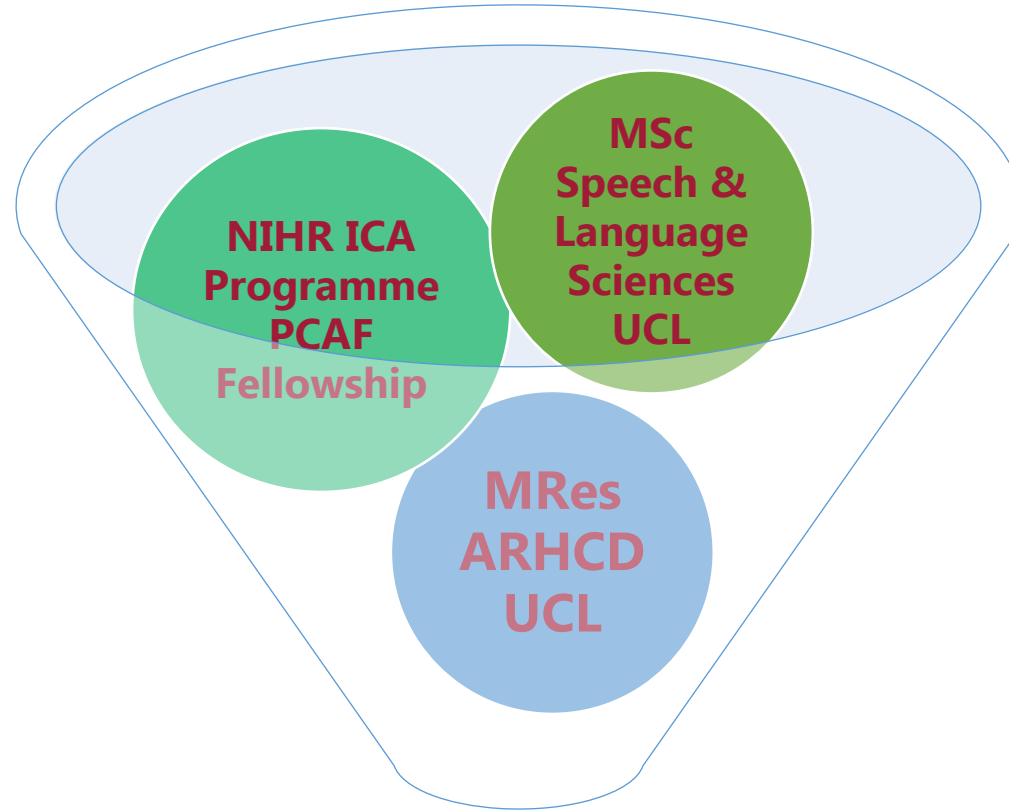 NIHR ICA
Programme
PCAF
Fellowship
MSc
Speech &
Language
Sciences
UCL
MRes
ARHCD
UCL